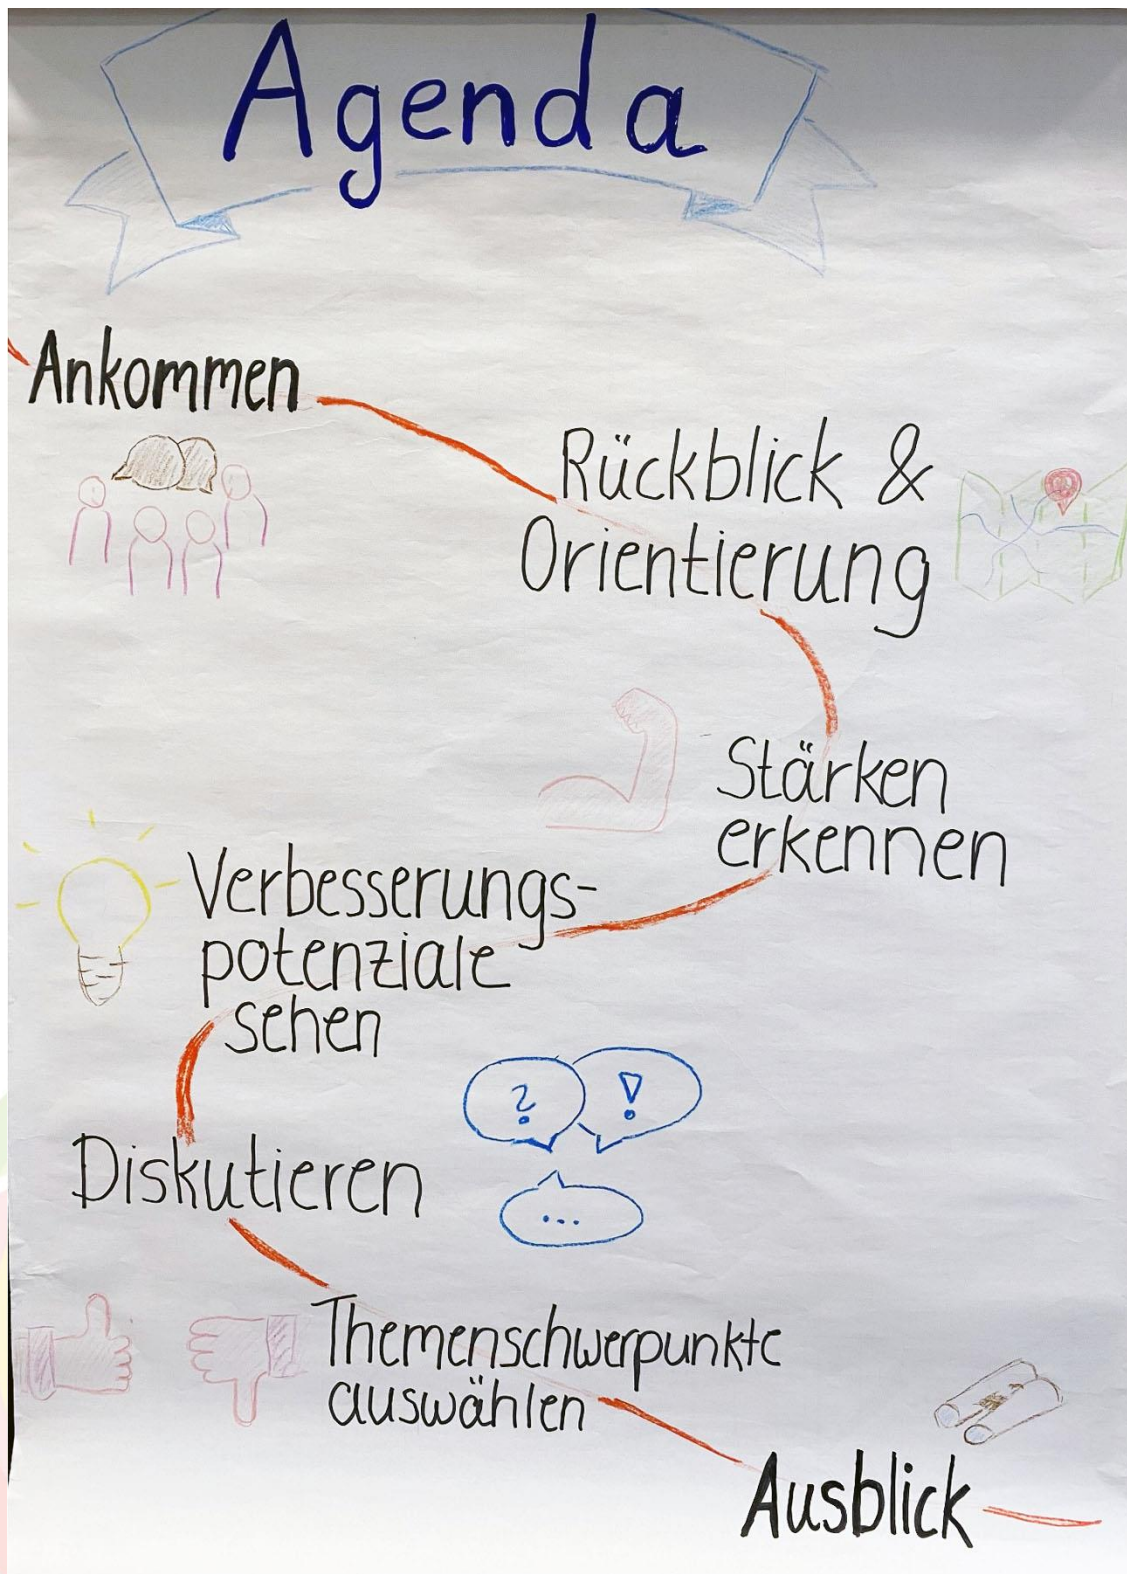 Agenda
Ankommen
Rückblick &
Orientierung
Stärken
erkennen
Verbesserungs-
potenziale
sehen
? !
...
Diskutieren
Themenschwerpunkte
auswählen
Ausblick